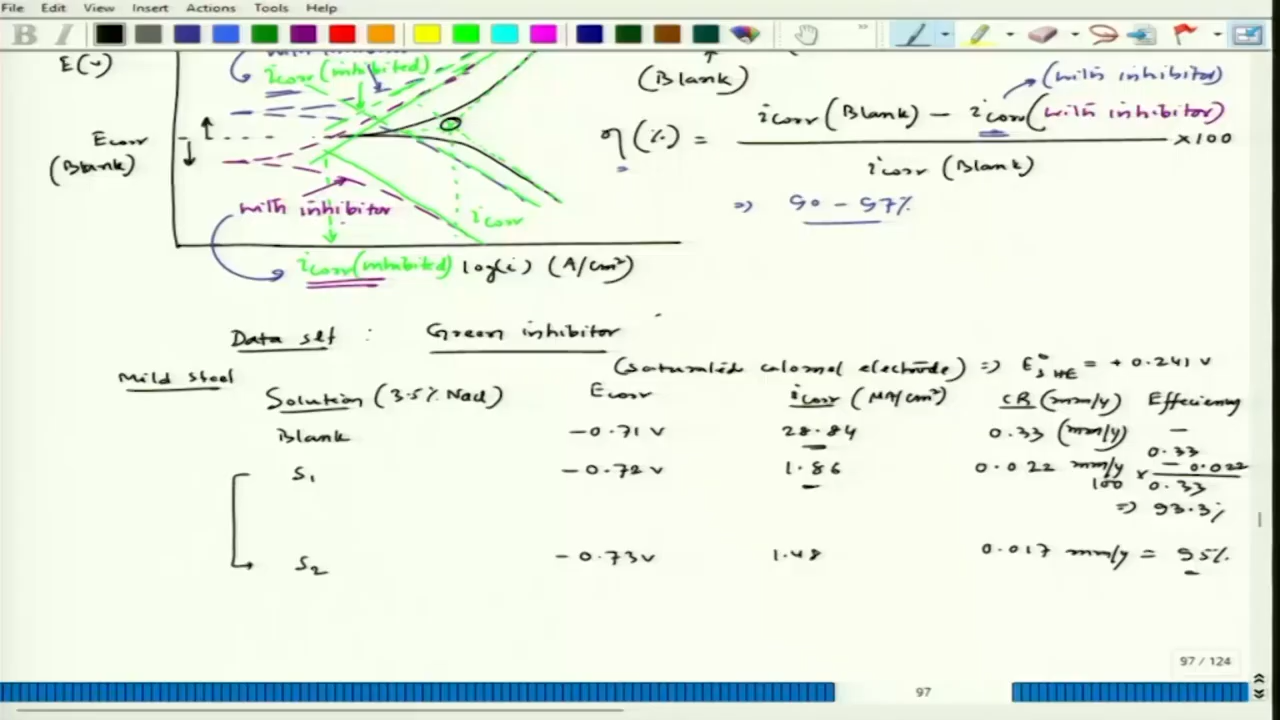 File Edit View Insert Actions Tools Help
B I
E(v)
icorr(inhibited)
Ecorr
(Blank)
with inhibitor
icorr
icorr(inhibited) log(i) (A/cm²)
(Blank)
(with inhibitor)
η(%) = icorr(Blank) - icorr(with inhibitor) x100
icorr (Blank)
=> 90 - 97%
Data set : Green inhibitor
Mild steel
(saturated calomel electrode) => E°SHE = + 0.241 V
Solution (3.5% NaCl) Ecorr icorr (μA/cm²) CR (mm/y) Efficiency
Blank -0.71 V 28.84 0.33 (mm/y) -
S1 -0.72 V 1.86 0.022 mm/y 0.33 - 0.022
100 x 0.33
=> 93.3%
S2 -0.73V 1.48 0.017 mm/y = 95%
97 / 124
97